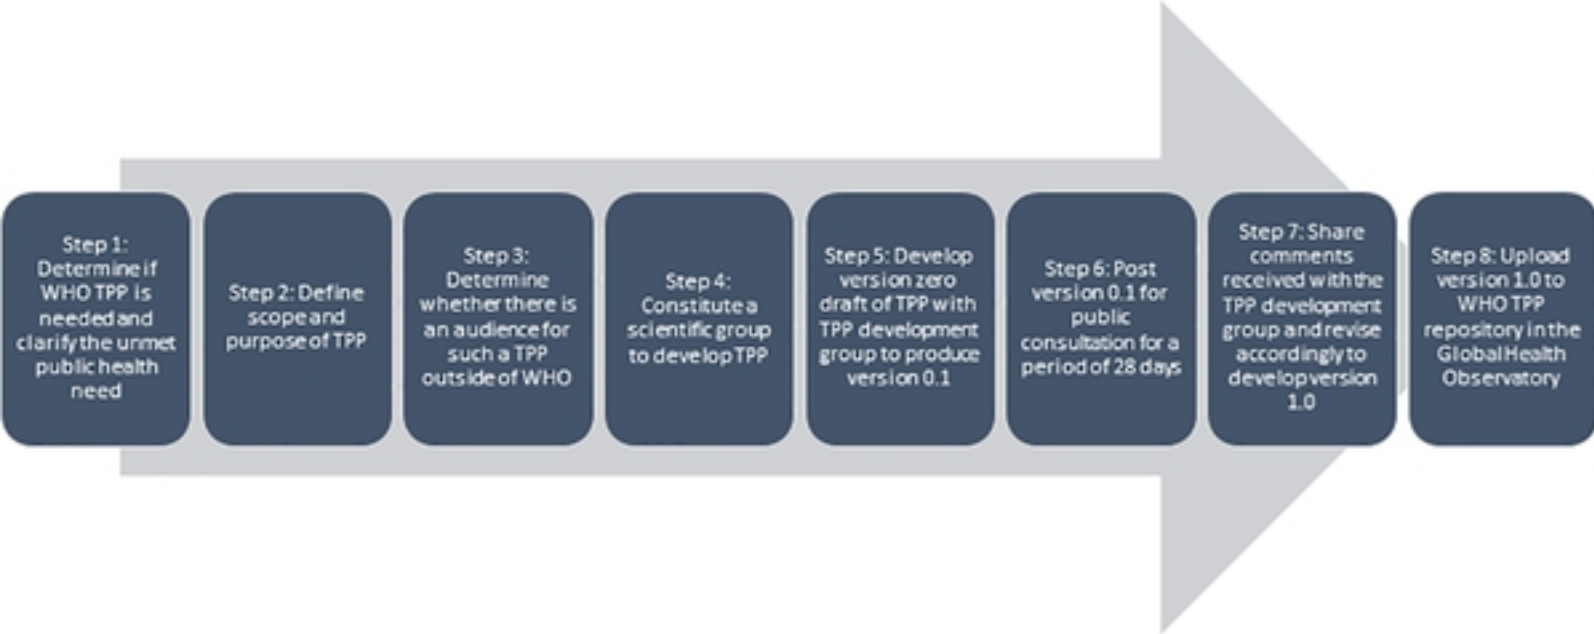 Step 1:
Determine if
WHO TPP is
needed and
clarify the unmet
public health
need
Step 2: Define
scope and
purpose of TPP
Step 3:
Determine
whether there is
an audience for
such a TPP
outside of WHO
Step 4:
Constitute a
scientific group
to develop TPP
Step 5: Develop
version zero
draft of TPP with
TPP development
group to produce
version 0.1
Step 6: Post
version 0.1 for
public
consultation for a
period of 28 days
Step 7: Share
comments
received with the
TPP development
group and revise
accordingly to
develop version
1.0
Step 8: Upload
version 1.0 to
WHO TPP
repository in the
Global Health
Observatory